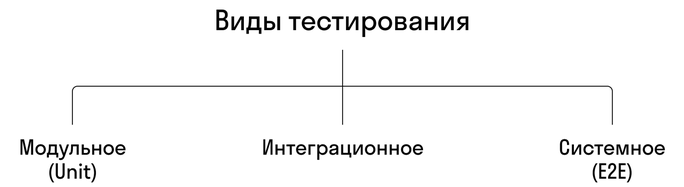 Виды тестирования
Модульное
(Unit)
Интеграционное
Системное
(E2E)